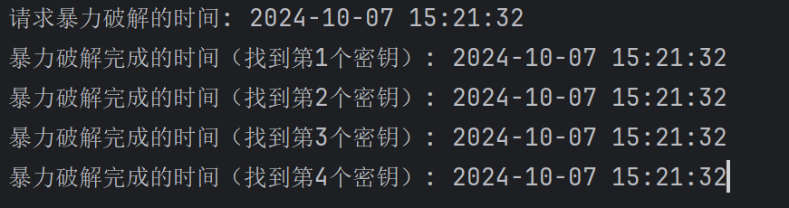 请求暴力破解的时间: 2024-10-07 15:21:32
暴力破解完成的时间（找到第1个密钥）: 2024-10-07 15:21:32
暴力破解完成的时间（找到第2个密钥）: 2024-10-07 15:21:32
暴力破解完成的时间（找到第3个密钥）: 2024-10-07 15:21:32
暴力破解完成的时间（找到第4个密钥）: 2024-10-07 15:21:32